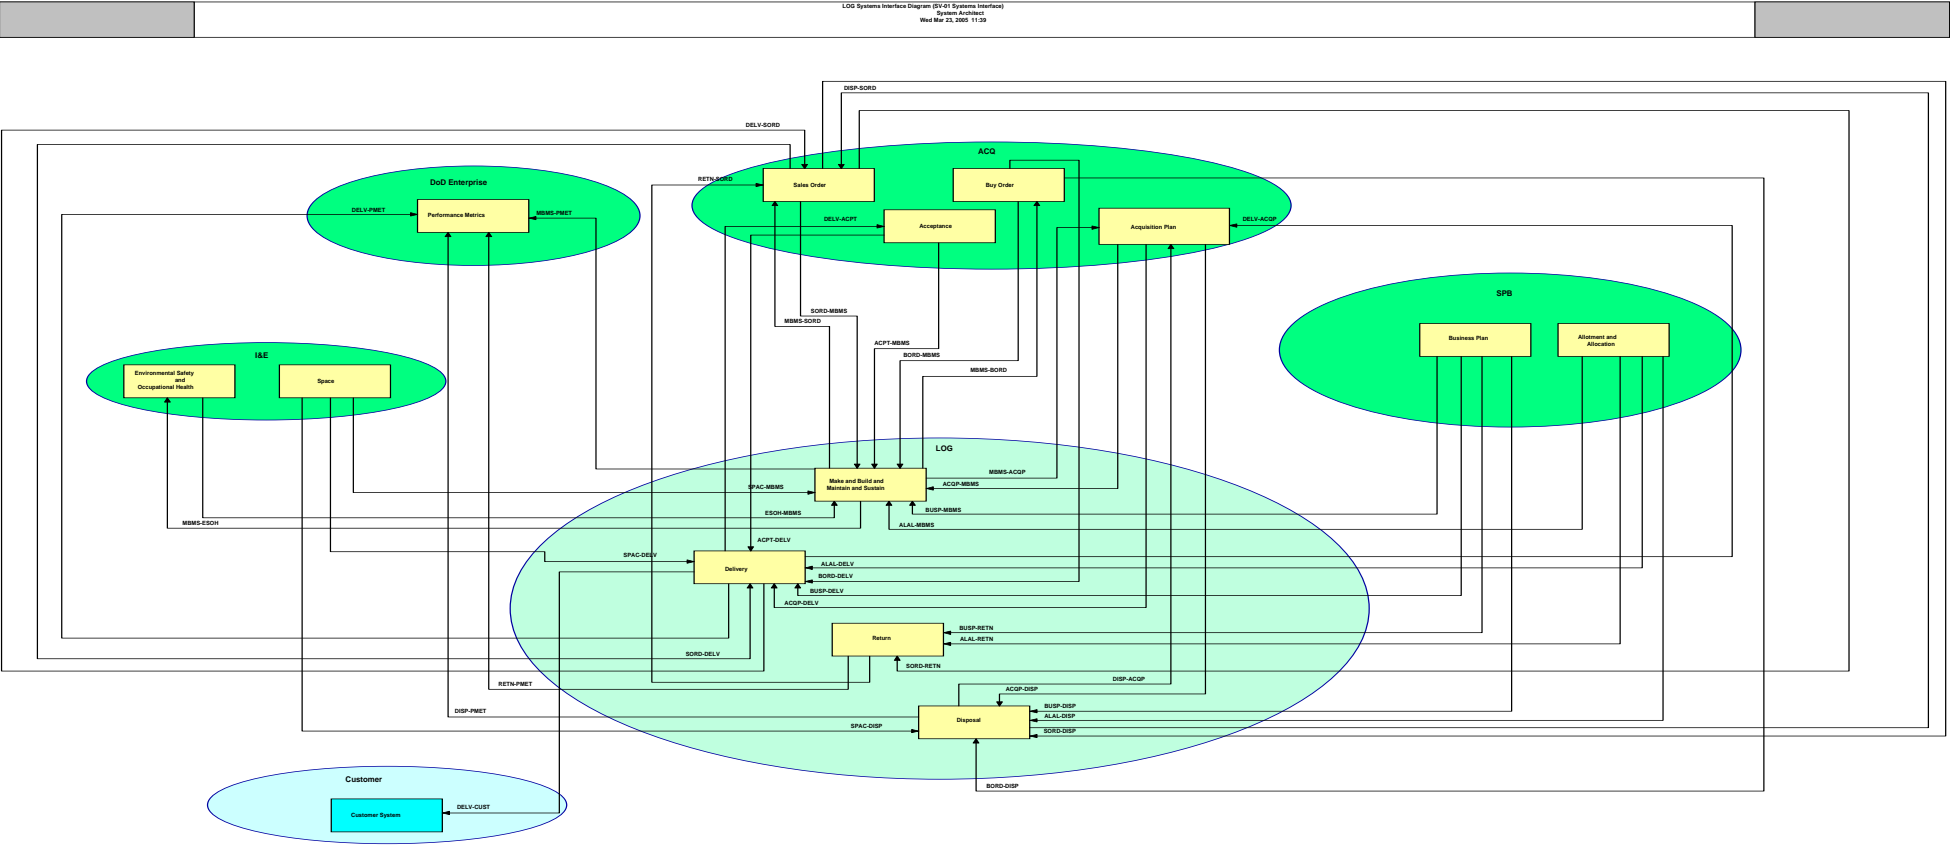 LOG Systems Interface Diagram (SV-01 Systems Interface)
System Architect
Wed Mar 23, 2005 11:39
DISP-SORD
DELV-SORD
ACQ
DoD Enterprise
RETN-SORD
Sales Order
Buy Order
DELV-PMET
Performance Metrics
MBMS-PMET
DELV-ACPT
Acceptance
Acquisition Plan
DELV-ACQP
SPB
SORD-MBMS
MBMS-SORD
Business Plan
Allotment and
Allocation
ACPT-MBMS
I&E
BORD-MBMS
MBMS-BORD
Environmental Safety
and
Occupational Health
Space
LOG
MBMS-ACQP
Make and Build and
Maintain and Sustain
SPAC-MBMS
ACQP-MBMS
ESOH-MBMS
BUSP-MBMS
MBMS-ESOH
ALAL-MBMS
ACPT-DELV
SPAC-DELV
ALAL-DELV
Delivery
BORD-DELV
BUSP-DELV
ACQP-DELV
BUSP-RETN
Return
ALAL-RETN
SORD-DELV
SORD-RETN
RETN-PMET
DISP-ACQP
ACQP-DISP
DISP-PMET
BUSP-DISP
Disposal
ALAL-DISP
SPAC-DISP
SORD-DISP
Customer
BORD-DISP
DELV-CUST
Customer System